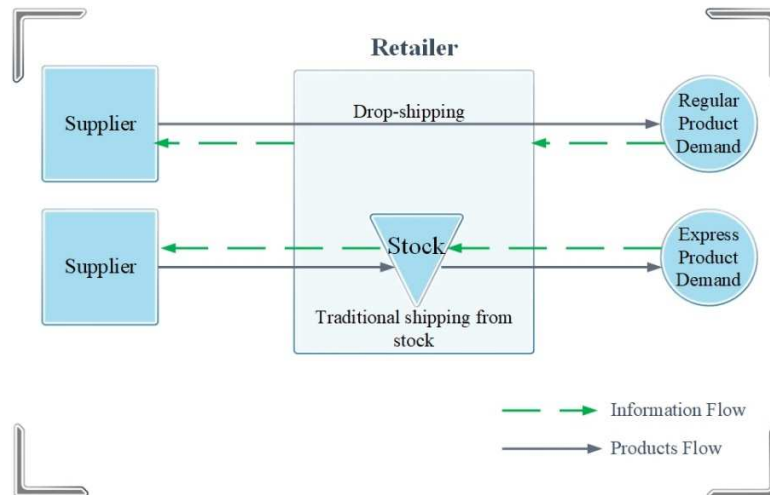 Retailer
Supplier
Drop-shipping
Regular
Product
Demand
Supplier
Stock
Express
Product
Demand
Traditional shipping from
stock
Information Flow
Products Flow